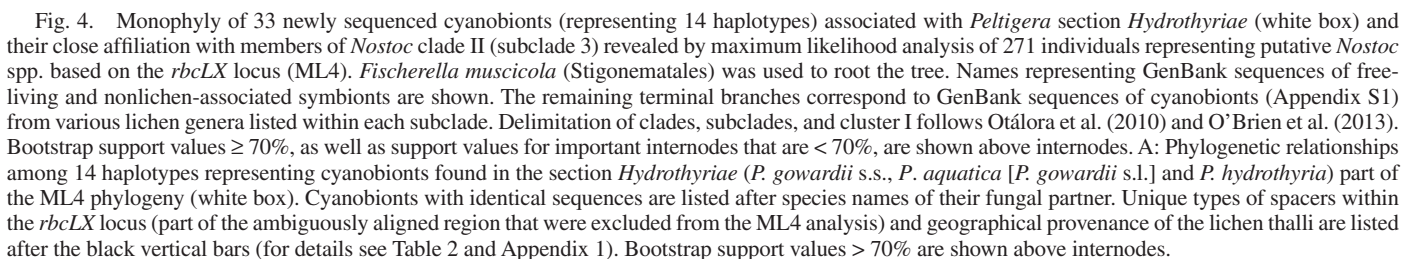 Fig. 4. Monophyly of 33 newly sequenced cyanobionts (representing 14 haplotypes) associated with Peltigera section Hydrothyriae (white box) and
their close affiliation with members of Nostoc clade II (subclade 3) revealed by maximum likelihood analysis of 271 individuals representing putative Nostoc
spp. based on the rbcLX locus (ML4). Fischerella muscicola (Stigonematales) was used to root the tree. Names representing GenBank sequences of free-
living and nonlichen-associated symbionts are shown. The remaining terminal branches correspond to GenBank sequences of cyanobionts (Appendix S1)
from various lichen genera listed within each subclade. Delimitation of clades, subclades, and cluster I follows Otálora et al. (2010) and O’Brien et al. (2013).
Bootstrap support values ≥ 70%, as well as support values for important internodes that are < 70%, are shown above internodes. A: Phylogenetic relationships
among 14 haplotypes representing cyanobionts found in the section Hydrothyriae (P. gowardii s.s., P. aquatica [P. gowardii s.l.] and P. hydrothyria) part of
the ML4 phylogeny (white box). Cyanobionts with identical sequences are listed after species names of their fungal partner. Unique types of spacers within
the rbcLX locus (part of the ambiguously aligned region that were excluded from the ML4 analysis) and geographical provenance of the lichen thalli are listed
after the black vertical bars (for details see Table 2 and Appendix 1). Bootstrap support values > 70% are shown above internodes.